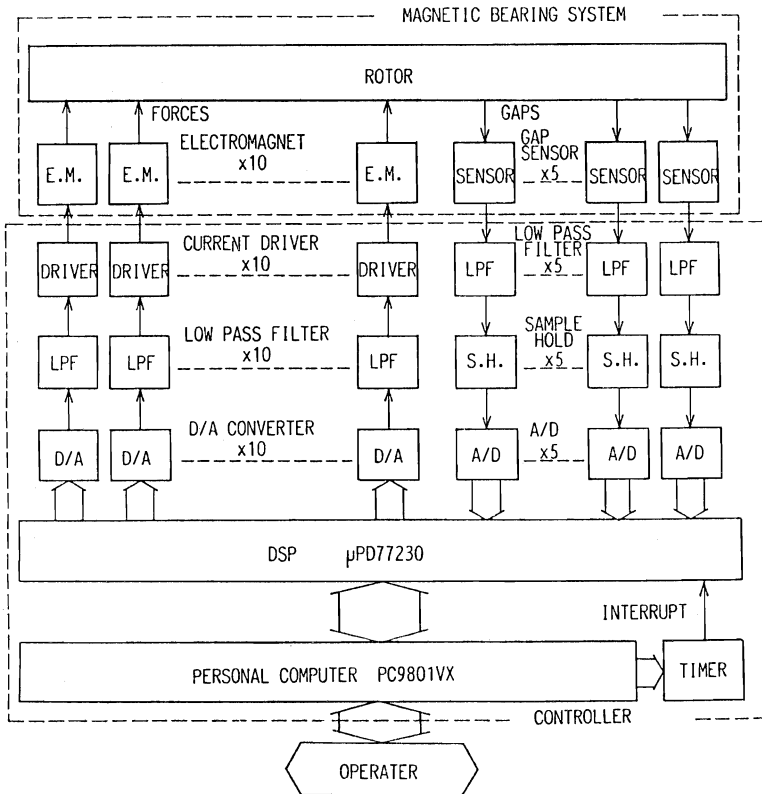 MAGNETIC BEARING SYSTEM
ROTOR
FORCES
GAPS
ELECTROMAGNET
x10
GAP
SENSOR
x5
E.M.
E.M.
E.M.
SENSOR
SENSOR
SENSOR
CURRENT DRIVER
x10
LOW PASS
FILTER
x5
DRIVER
DRIVER
DRIVER
LPF
LPF
LPF
LOW PASS FILTER
x10
SAMPLE
HOLD
x5
LPF
LPF
LPF
S.H.
S.H.
S.H.
D/A CONVERTER
x10
A/D
x5
D/A
D/A
D/A
A/D
A/D
A/D
DSP μPD77230
INTERRUPT
PERSONAL COMPUTER PC9801VX
TIMER
CONTROLLER
OPERATER